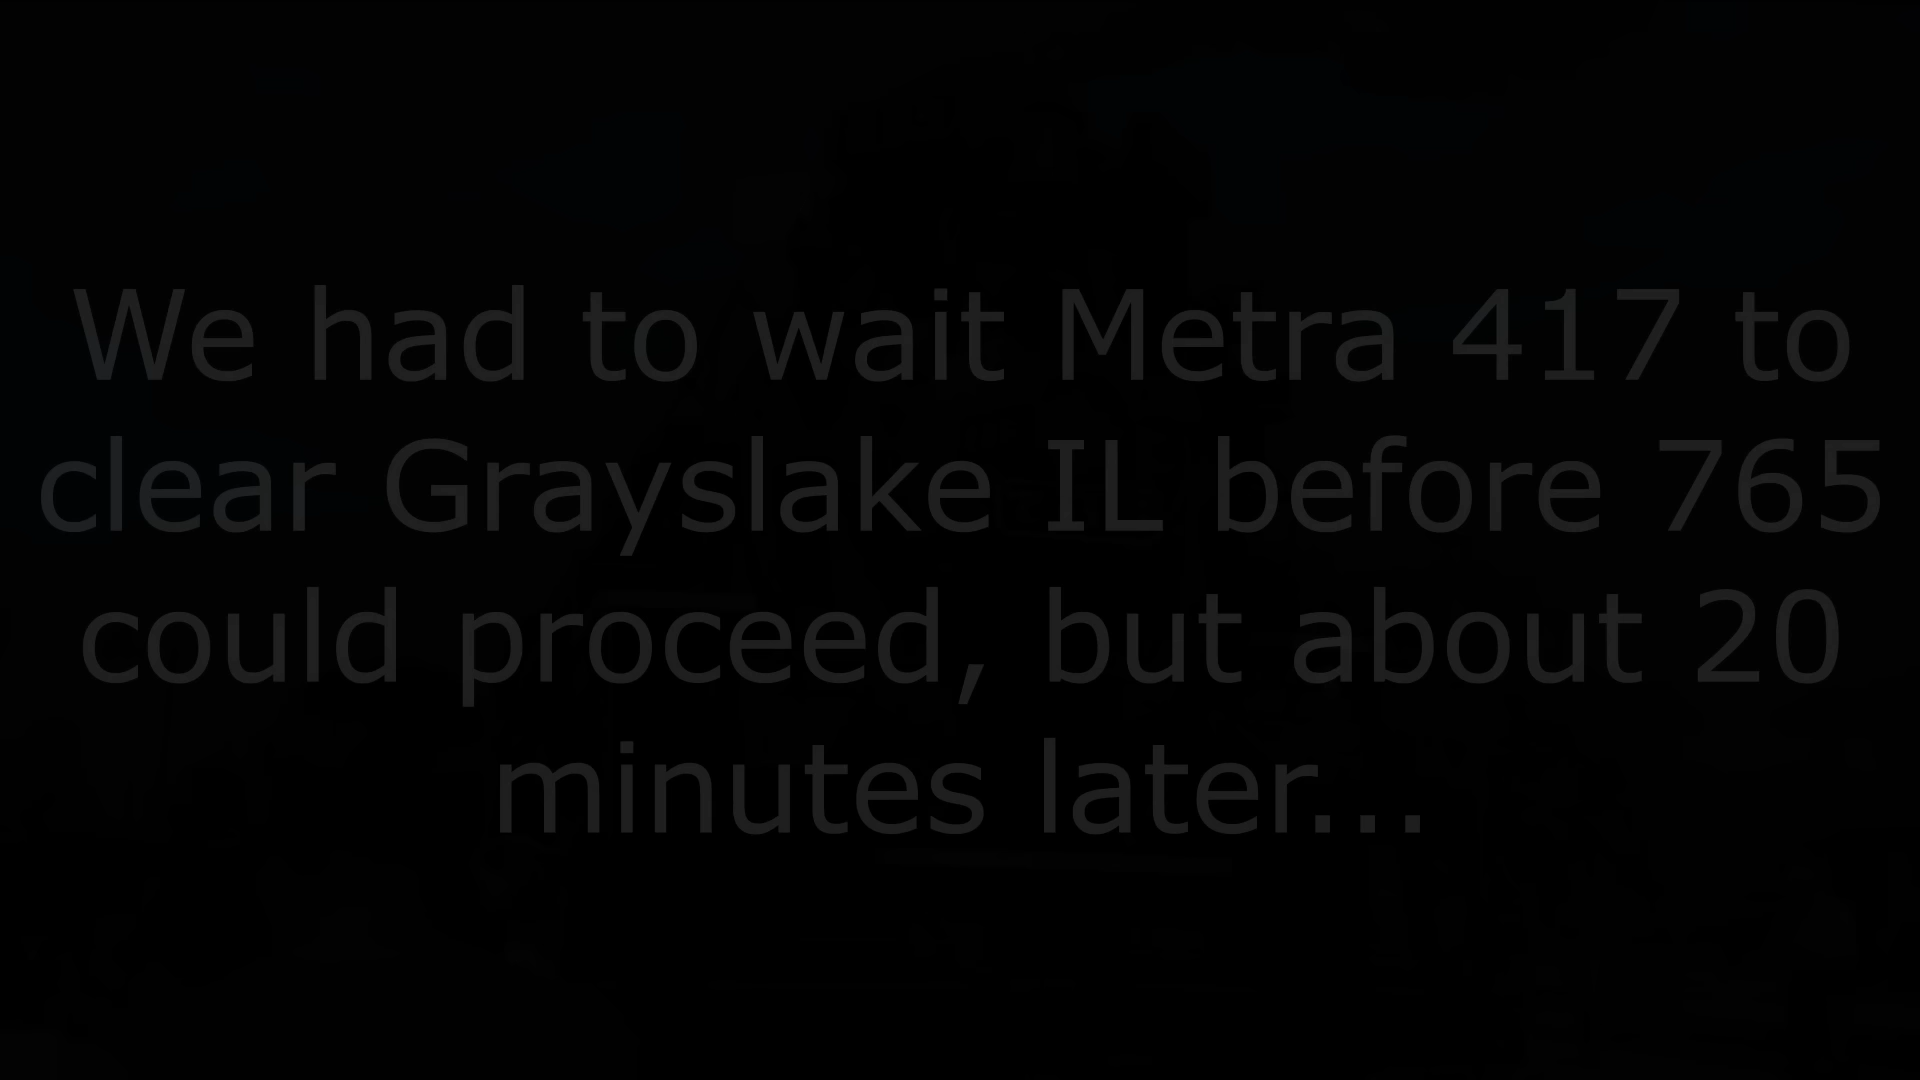 We had to wait Metra 417 to
clear Grayslake IL before 765
could proceed, but about 20
minutes later...